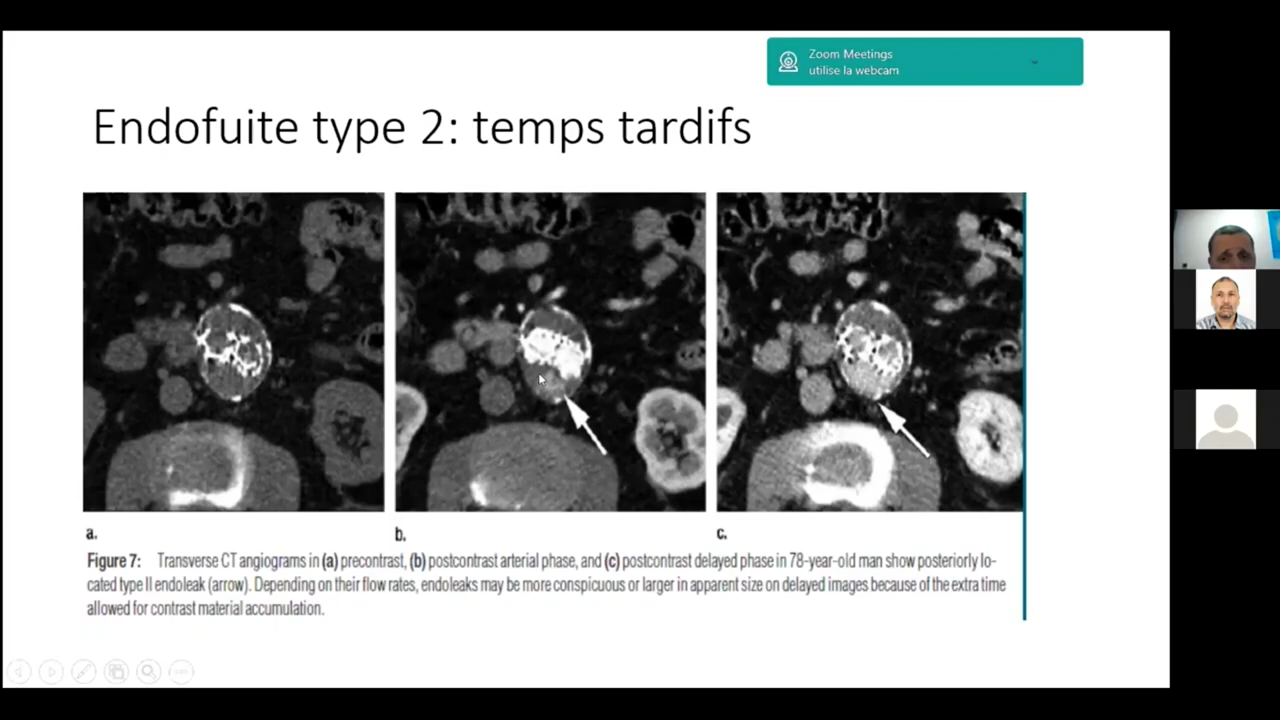 Zoom Meetings
utilise la webcam
Endofuite type 2: temps tardifs
a.
b.
c.
Figure 7: Transverse CT angiograms in (a) precontrast, (b) postcontrast arterial phase, and (c) postcontrast delayed phase in 78-year-old man show posteriorly lo-
cated type II endoleak (arrow). Depending on their flow rates, endoleaks may be more conspicuous or larger in apparent size on delayed images because of the extra time
allowed for contrast material accumulation.